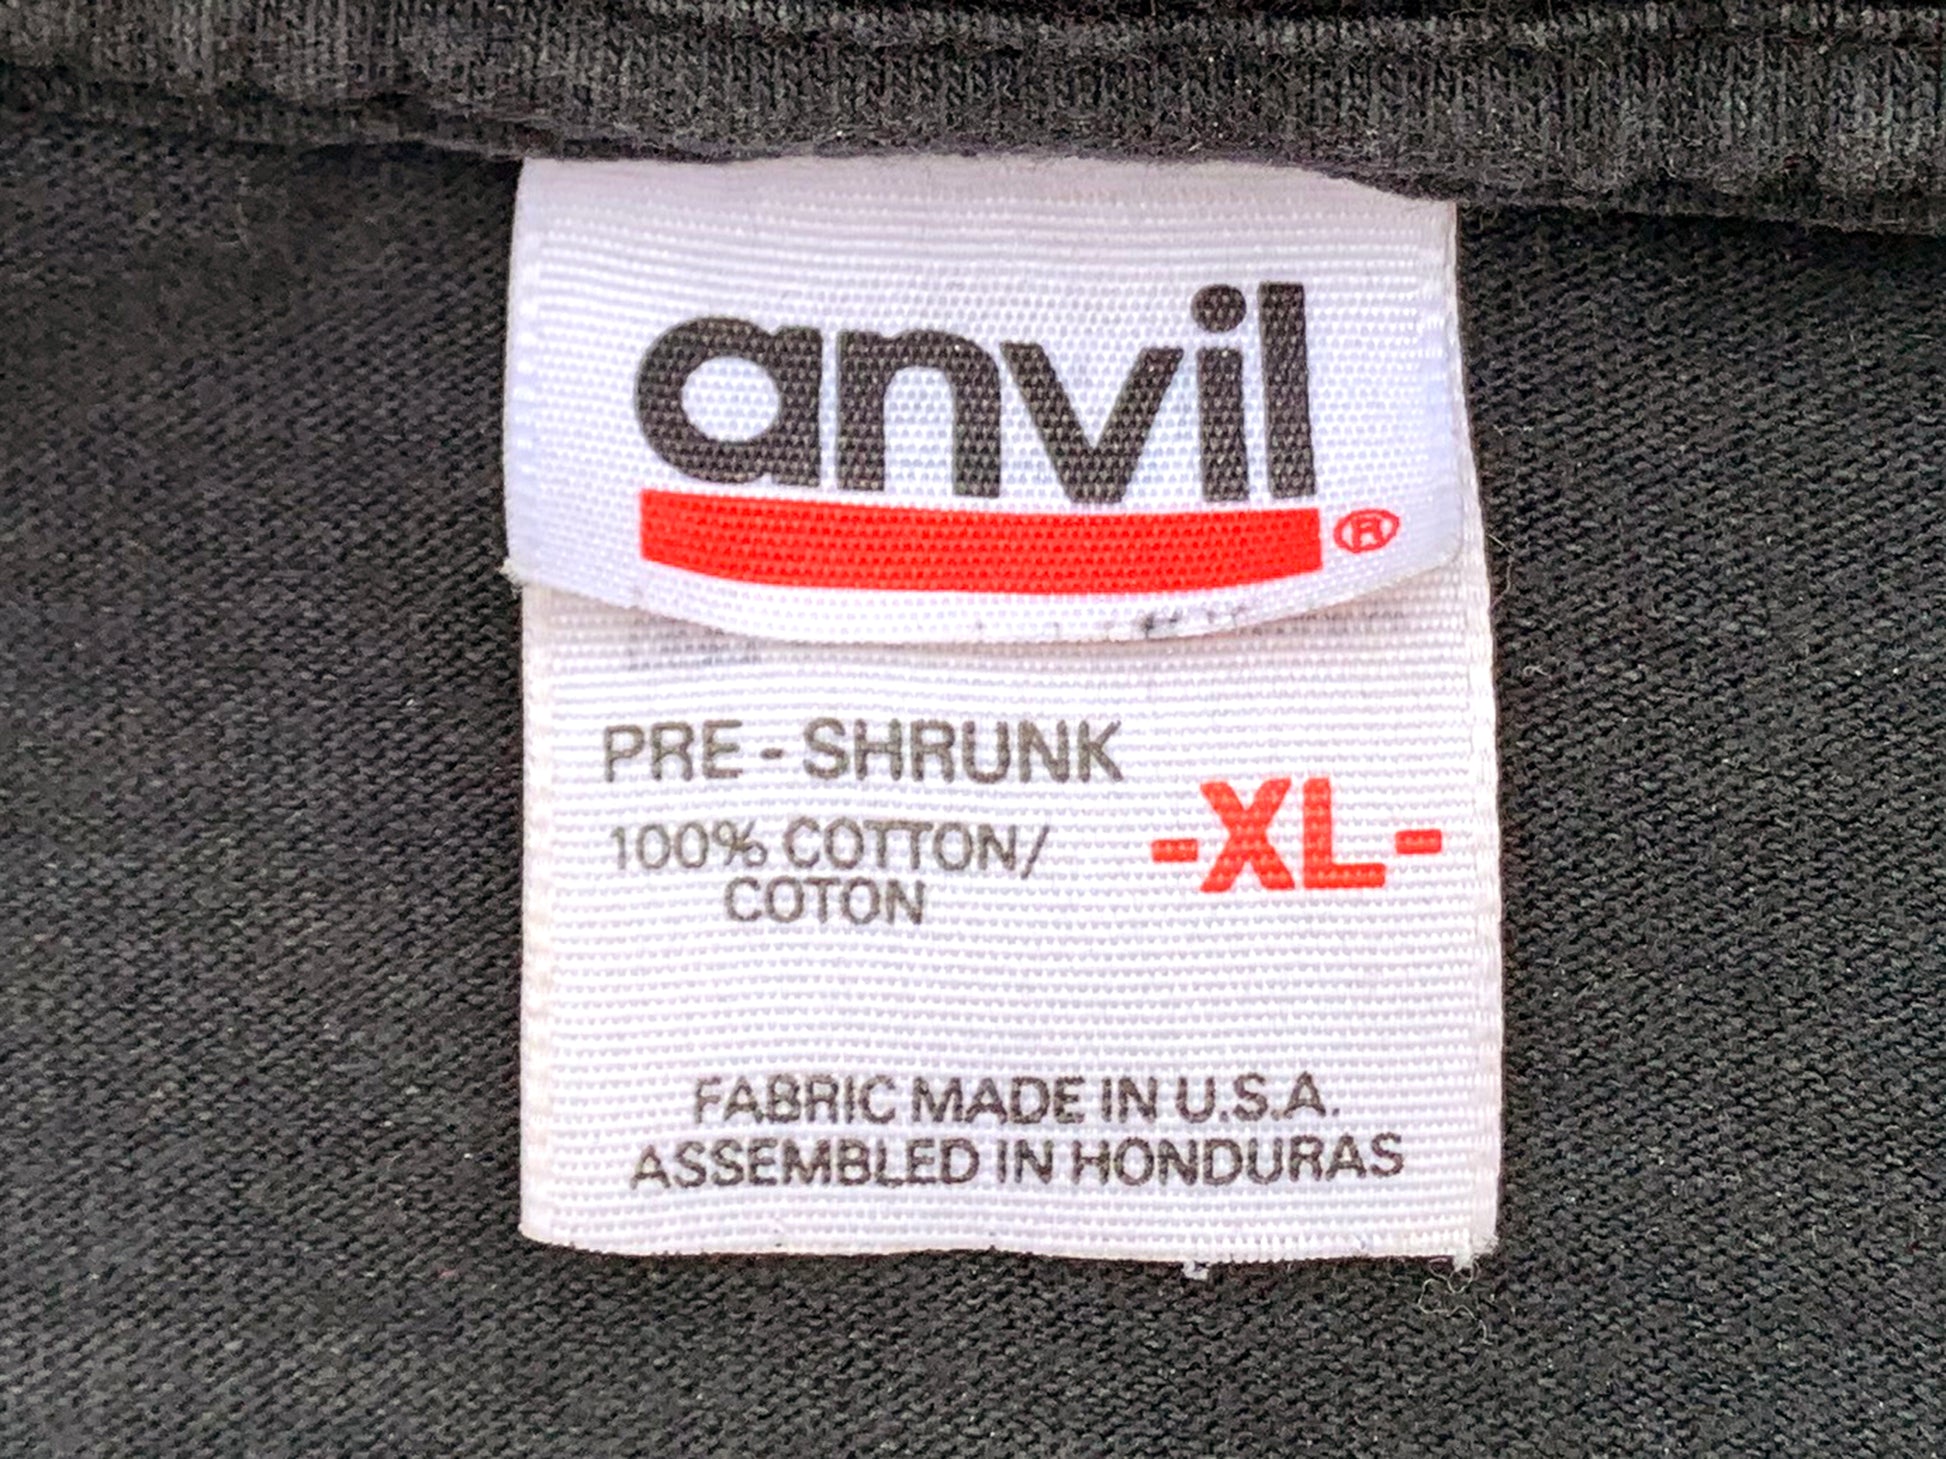 anvil
®
PRE-SHRUNK
100% COTTON/
COTON
-XL-
FABRIC MADE IN U.S.A.
ASSEMBLED IN HONDURAS